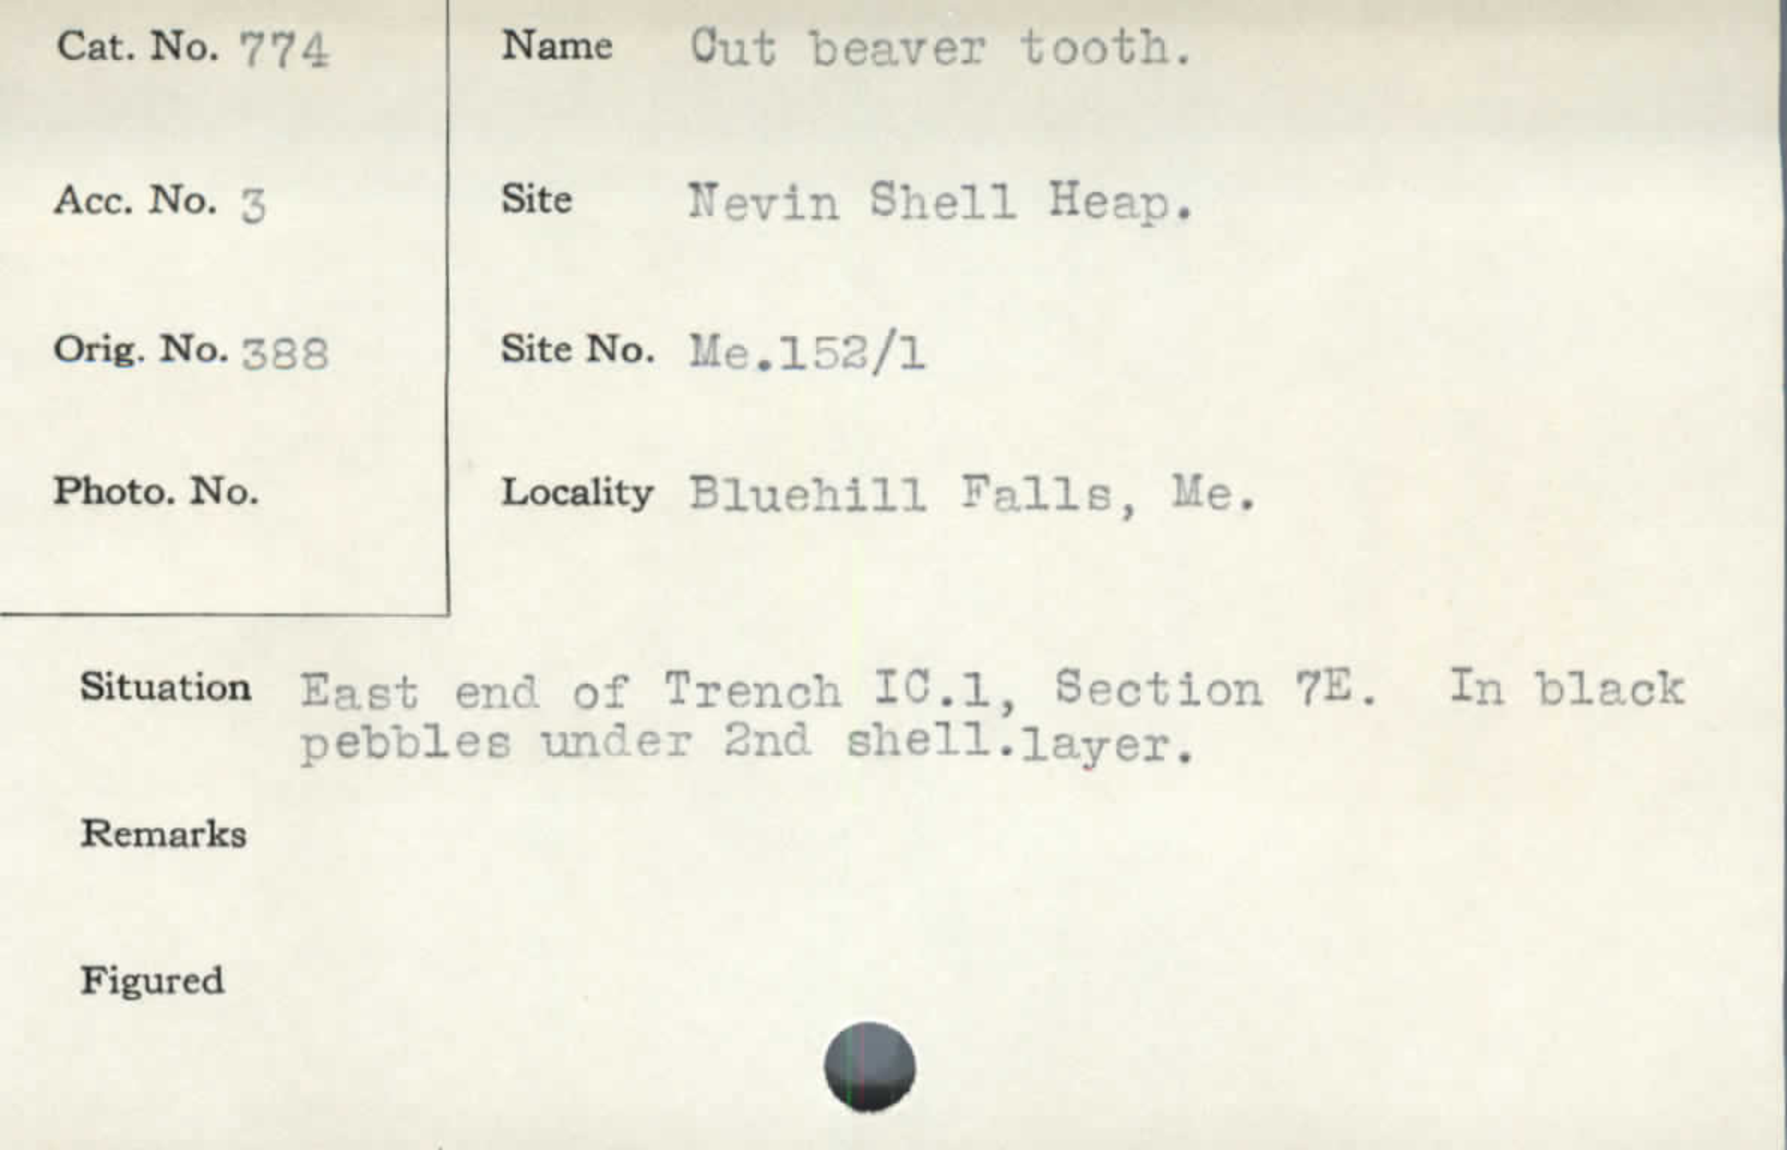 Cat. No. 774
Name Cut beaver tooth.
Acc. No. 3
Site Nevin Shell Heap.
Orig. No. 388
Site No. Me.152/1
Photo. No.
Locality Bluehill Falls, Me.
Situation East end of Trench IC.1, Section 7E. In black
pebbles under 2nd shell.layer.
Remarks
Figured